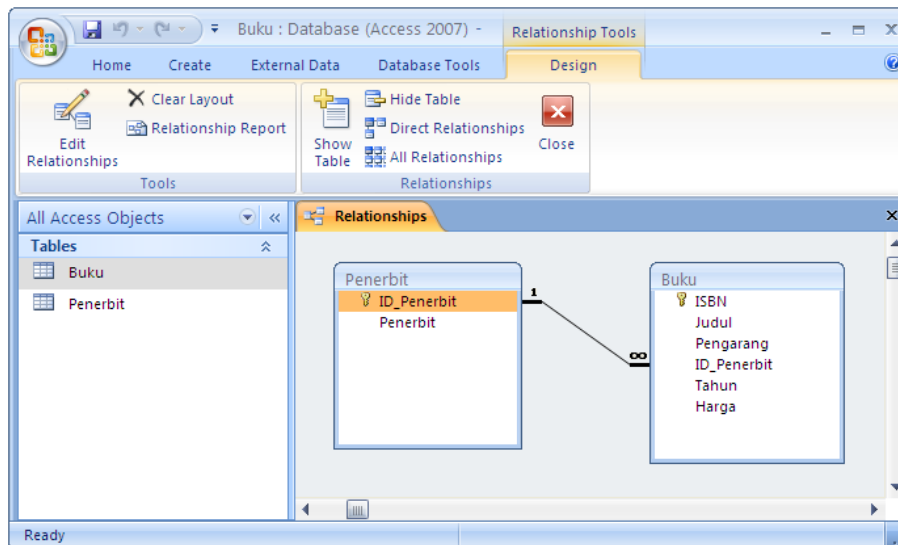 Buku : Database (Access 2007) - Relationship Tools
Home Create External Data Database Tools Design
Edit Relationships
Clear Layout
Relationship Report
Tools
Show Table
Hide Table
Direct Relationships
All Relationships
Close
Relationships
All Access Objects
Tables
Buku
Penerbit
Relationships
Penerbit
ID_Penerbit
Penerbit
1
∞
Buku
ISBN
Judul
Pengarang
ID_Penerbit
Tahun
Harga
Ready